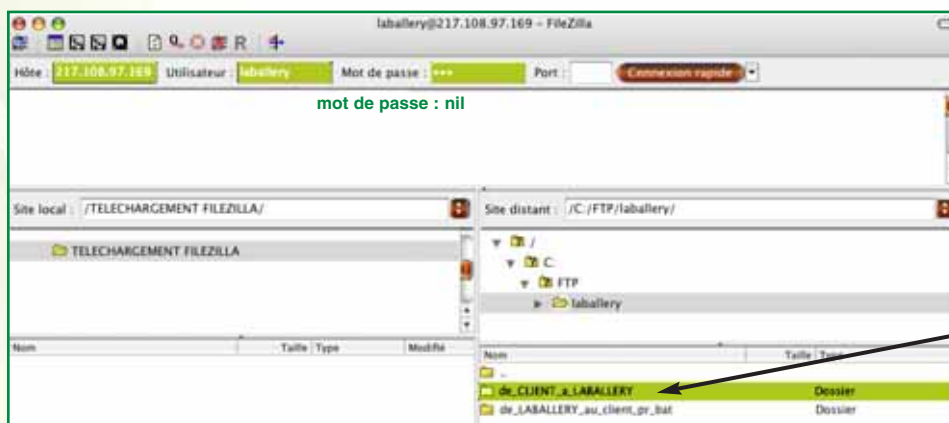 laballery@217.108.97.169 - FileZilla
Hôte : 217.108.97.169 Utilisateur : laballery Mot de passe : ••• Port : Connexion rapide
mot de passe : nil
Site local : /TELECHARGEMENT FILEZILLA/
TELECHARGEMENT FILEZILLA
Nom Taille Type Modifié
Site distant : /C:/FTP/laballery/
/
C:
FTP
laballery
Nom Taille Type
..
de_CLIENT_a_LABALLERY Dossier
de_LABALLERY_au_client_pr_bat Dossier